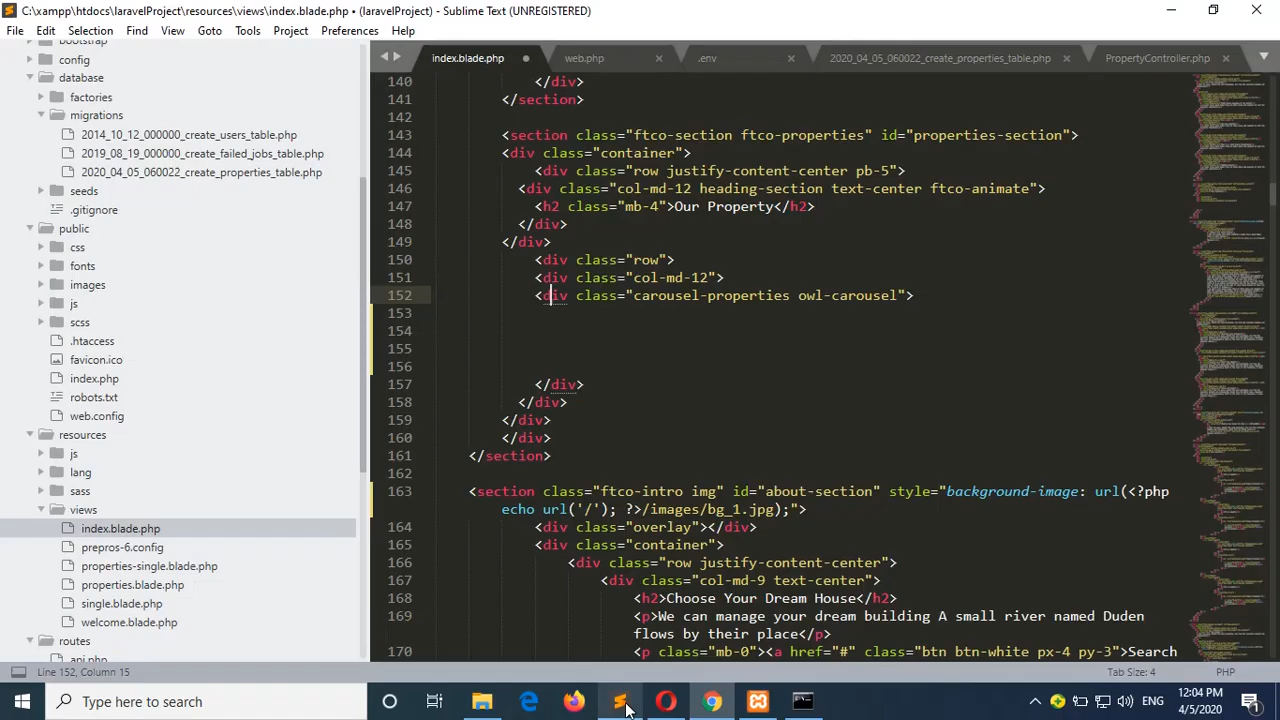 C:\xampp\htdocs\laravelProject\resources\views\index.blade.php • (laravelProject) - Sublime Text (UNREGISTERED)
File Edit Selection Find View Goto Tools Project Preferences Help
bootstrap
config
database
factories
migrations
2014_10_12_000000_create_users_table.php
2019_08_19_000000_create_failed_jobs_table.php
2020_04_05_060022_create_properties_table.php
seeds
.gitignore
public
css
fonts
images
js
scss
.htaccess
favicon.ico
index.php
robots.txt
web.config
resources
js
lang
sass
views
index.blade.php
prepros-6.config
properties-single.blade.php
properties.blade.php
single.blade.php
welcome.blade.php
routes
api.php
index.blade.php web.php .env 2020_04_05_060022_create_properties_table.php PropertyController.php
140 </div>
141 </section>
142
143 <section class="ftco-section ftco-properties" id="properties-section">
144 <div class="container">
145 <div class="row justify-content-center pb-5">
146 <div class="col-md-12 heading-section text-center ftco-animate">
147 <h2 class="mb-4">Our Property</h2>
148 </div>
149 </div>
150 <div class="row">
151 <div class="col-md-12">
152 <div class="carousel-properties owl-carousel">
153
154
155
156
157 </div>
158 </div>
159 </div>
160 </div>
161 </section>
162
163 <section class="ftco-intro img" id="about-section" style="background-image: url(<?php
echo url('/'); ?>/images/bg_1.jpg);">
164 <div class="overlay"></div>
165 <div class="container">
166 <div class="row justify-content-center">
167 <div class="col-md-9 text-center">
168 <h2>Choose Your Dream House</h2>
169 <p>We can manage your dream building A small river named Duden
flows by their place</p>
170 <p class="mb-0"><a href="#" class="btn btn-white px-4 py-3">Search
Line 152, Column 15 Tab Size: 4 PHP
Type here to search
ENG
12:04 PM
4/5/2020
1